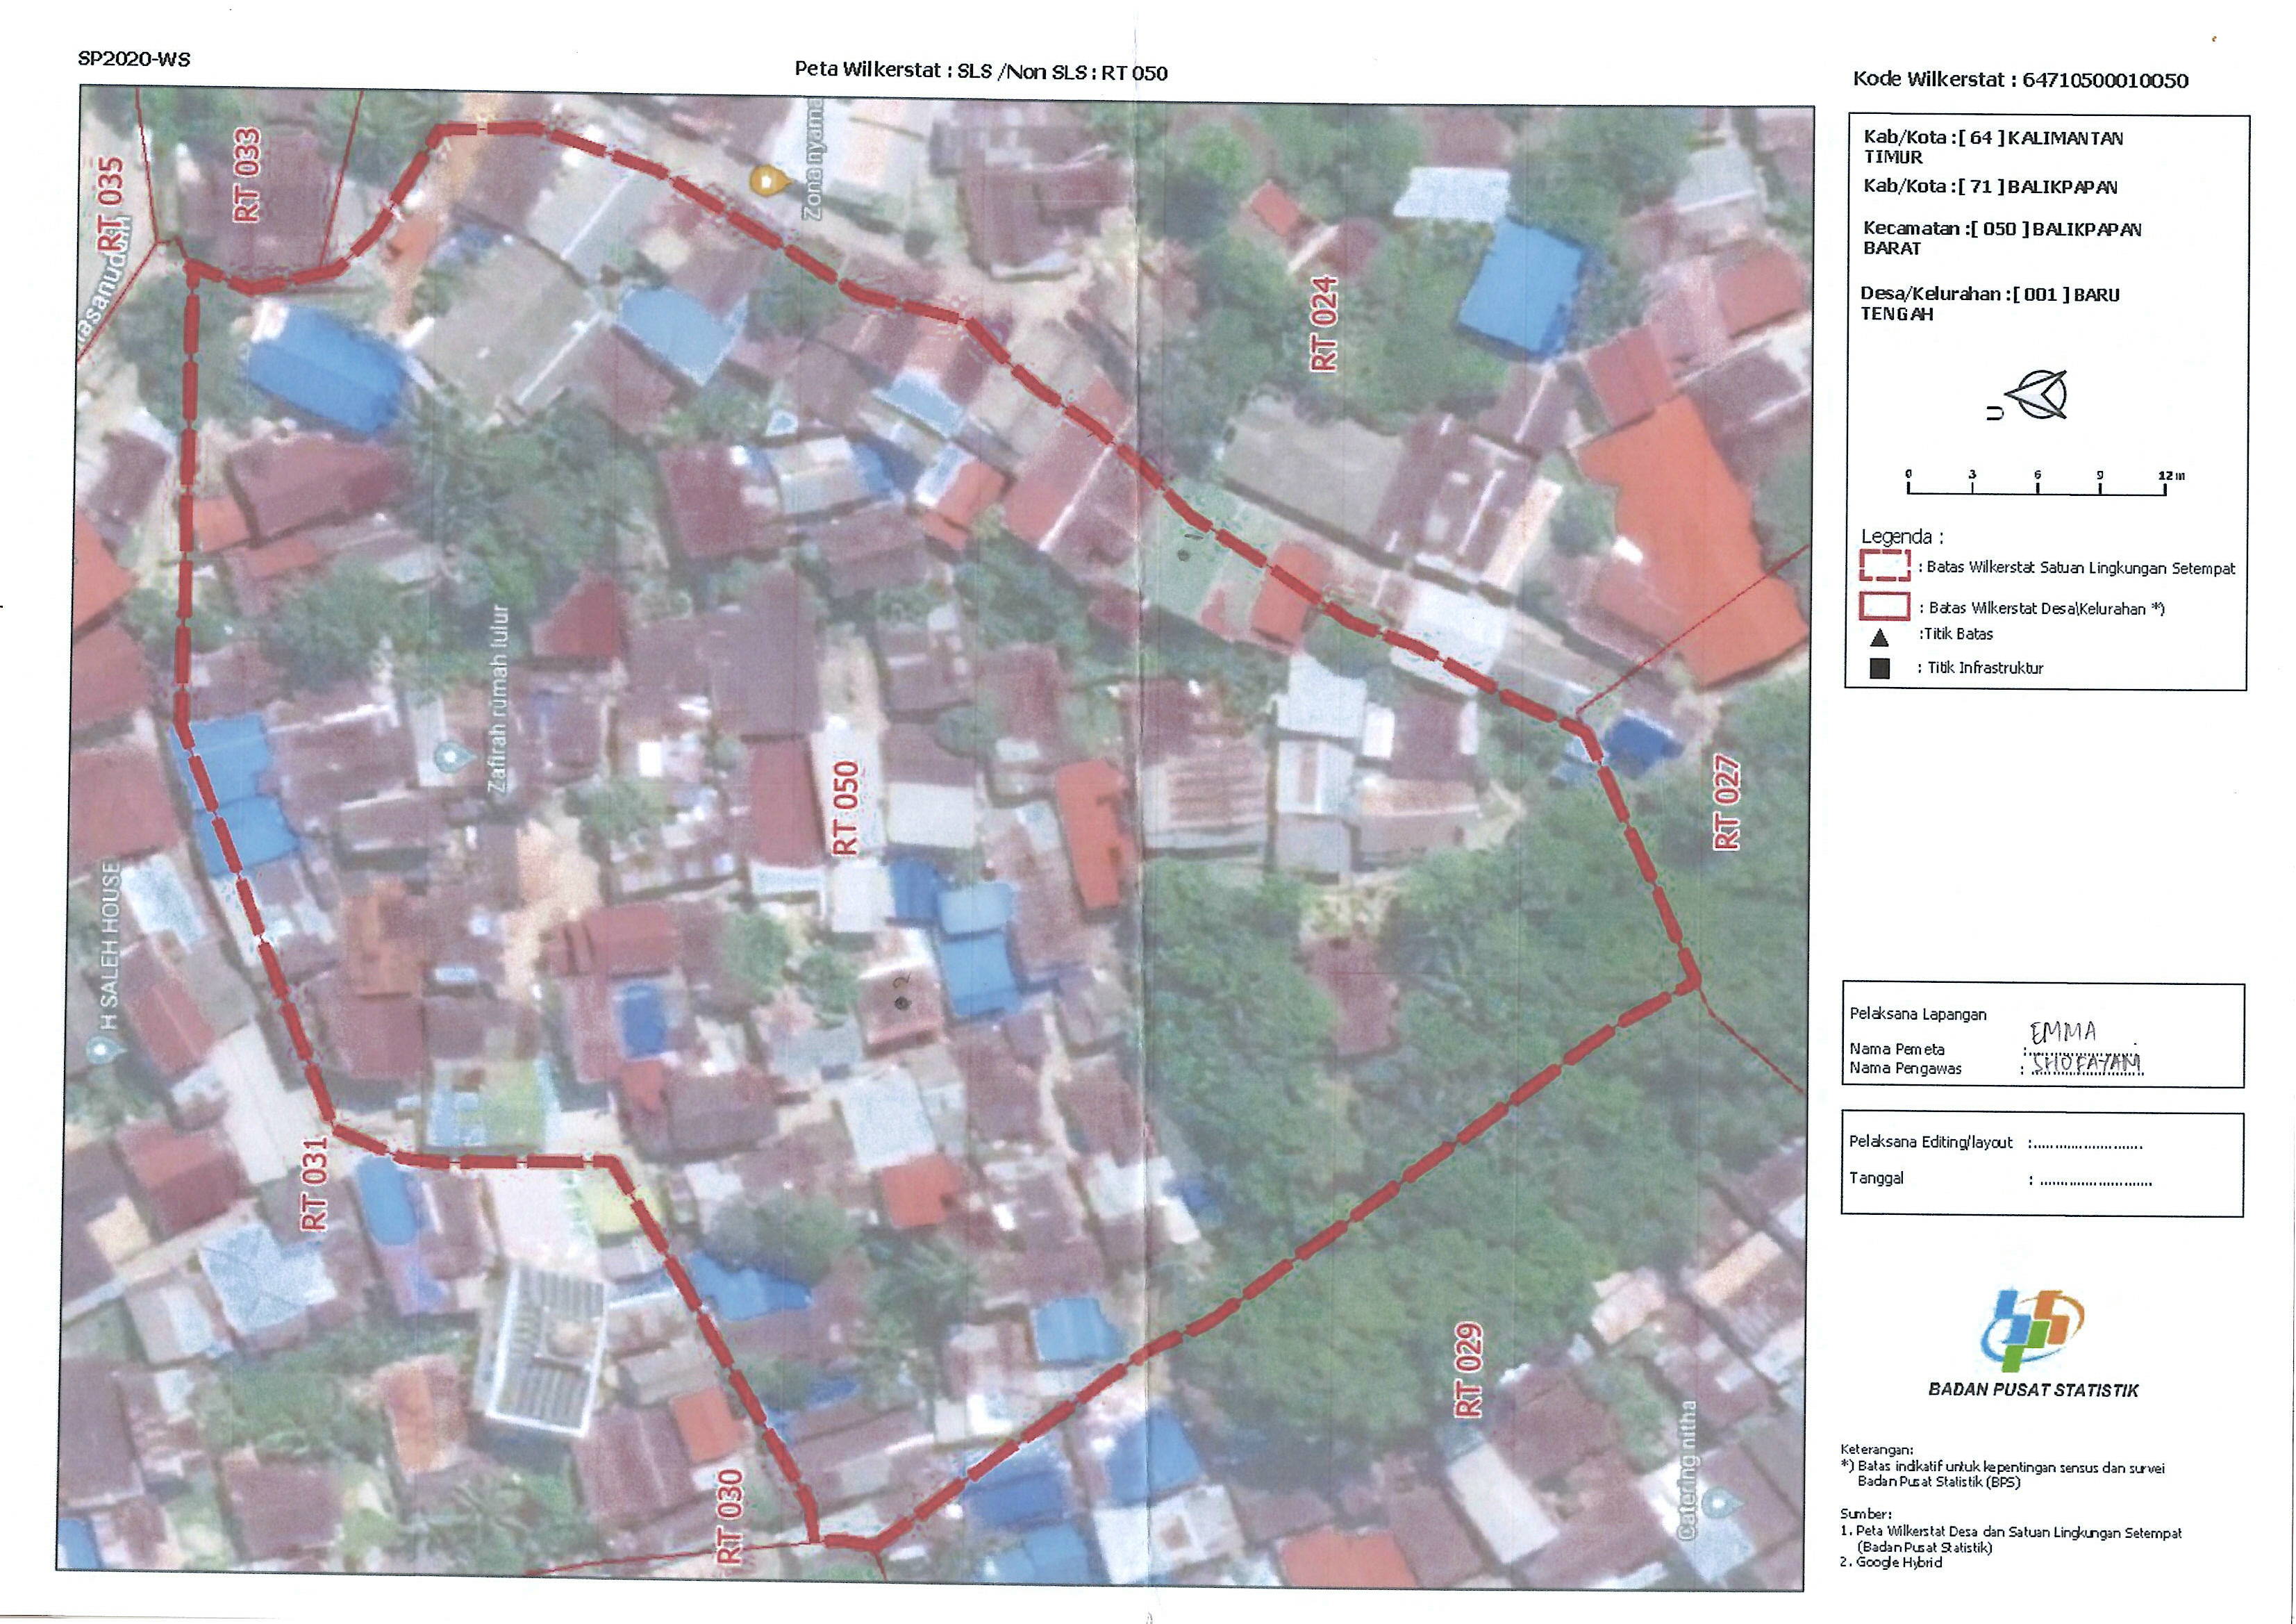 SP2020-WS
Peta Wilkerstat : SLS /Non SLS : RT 050
Kode Wilkerstat : 64710500010050
RT 035
RT 033
Zona nyama
RT 024
Zafirah rumah lulur
RT 050
RT 027
H SALEH HOUSE
2
RT 031
RT 029
RT 030
Catering nitha
Kab/Kota :[ 64 ] KALIMANTAN
TIMUR
Kab/Kota :[ 71 ] BALIKPAPAN
Kecamatan :[ 050 ] BALIKPAPAN
BARAT
Desa/Kelurahan :[ 001 ] BARU
TENGAH
U
0 3 6 9 12 m
Legenda :
: Batas Wilkerstat Satuan Lingkungan Setempat
: Batas Wilkerstat Desa\Kelurahan *)
:Titik Batas
: Titik Infrastruktur
Pelaksana Lapangan
Nama Pemeta : EMMA
Nama Pengawas : SHOFAYANI
Pelaksana Editing/layout :..........................
Tanggal : ..........................
BADAN PUSAT STATISTIK
Keterangan:
*) Batas indikatif untuk kepentingan sensus dan survei
Badan Pusat Statistik (BPS)
Sumber:
1. Peta Wilkerstat Desa dan Satuan Lingkungan Setempat
(Badan Pusat Statistik)
2. Google Hybrid